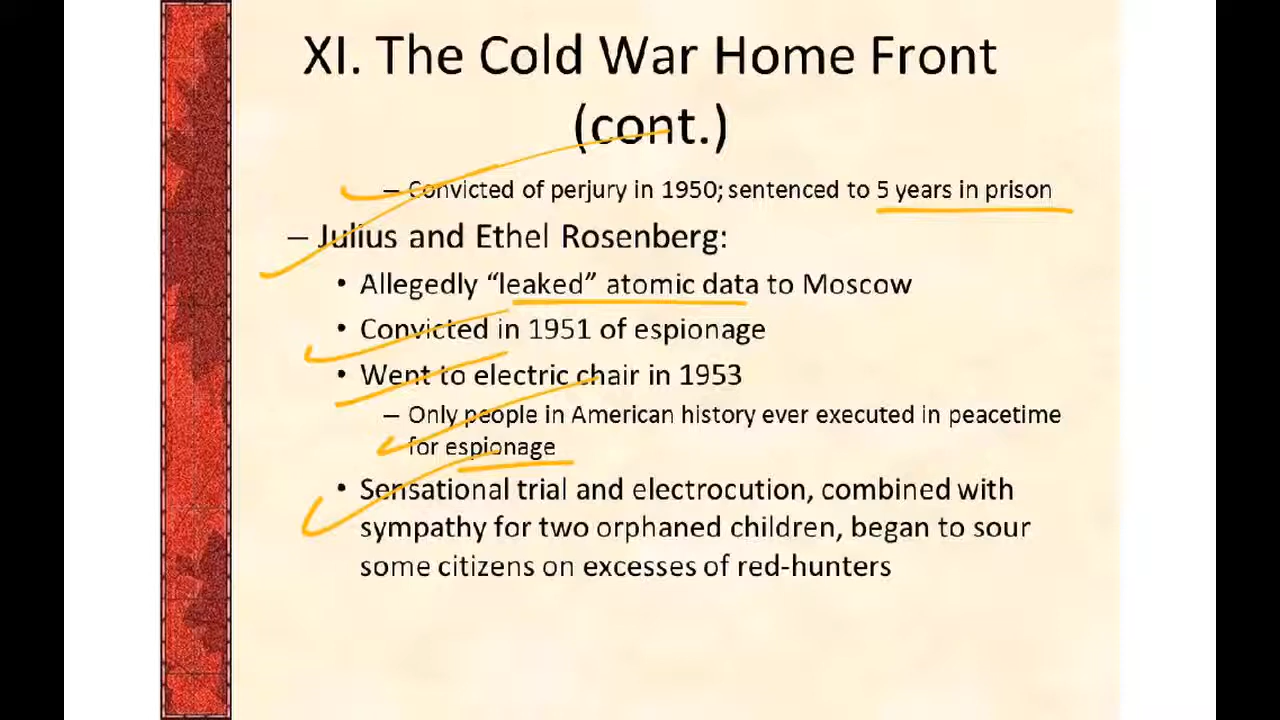 XI. The Cold War Home Front
(cont.)
– Convicted of perjury in 1950; sentenced to 5 years in prison
– Julius and Ethel Rosenberg:
• Allegedly “leaked” atomic data to Moscow
• Convicted in 1951 of espionage
• Went to electric chair in 1953
– Only people in American history ever executed in peacetime
for espionage
• Sensational trial and electrocution, combined with
sympathy for two orphaned children, began to sour
some citizens on excesses of red-hunters